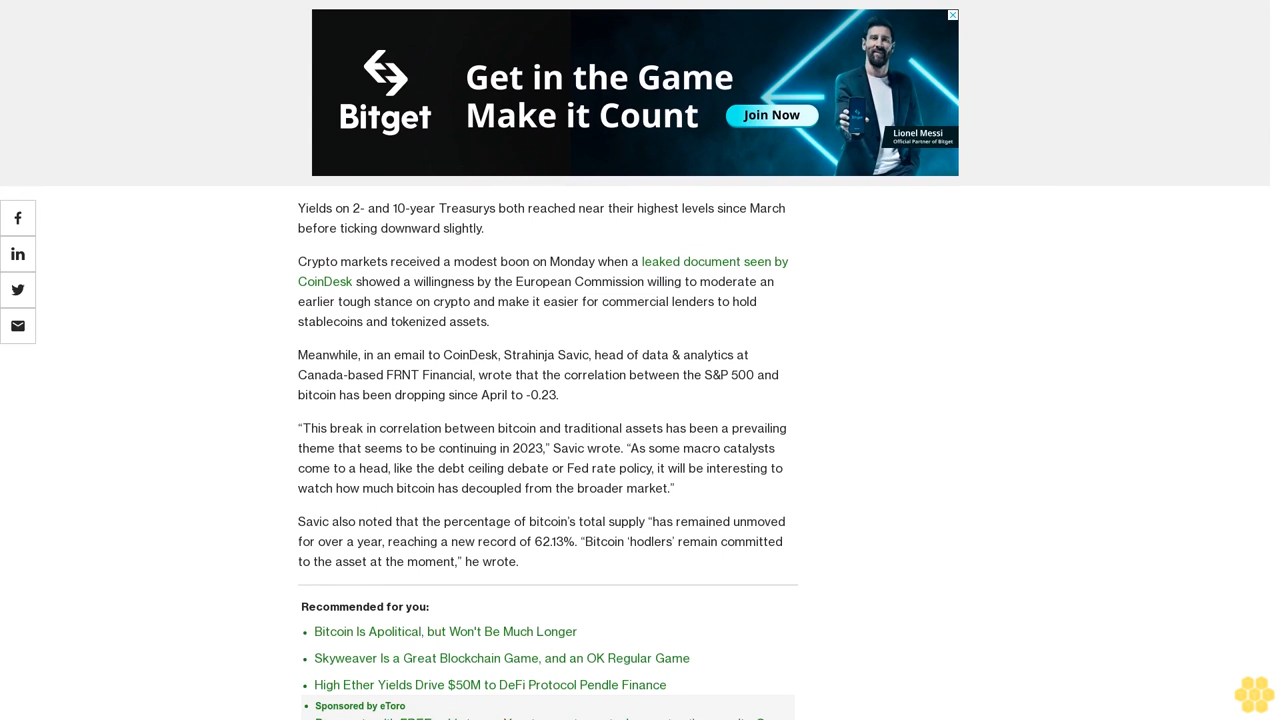 Bitget
Get in the Game
Make it Count
Join Now
Lionel Messi
Official Partner of Bitget
Yields on 2- and 10-year Treasurys both reached near their highest levels since March
before ticking downward slightly.
Crypto markets received a modest boon on Monday when a leaked document seen by
CoinDesk showed a willingness by the European Commission willing to moderate an
earlier tough stance on crypto and make it easier for commercial lenders to hold
stablecoins and tokenized assets.
Meanwhile, in an email to CoinDesk, Strahinja Savic, head of data & analytics at
Canada-based FRNT Financial, wrote that the correlation between the S&P 500 and
bitcoin has been dropping since April to -0.23.
“This break in correlation between bitcoin and traditional assets has been a prevailing
theme that seems to be continuing in 2023,” Savic wrote. “As some macro catalysts
come to a head, like the debt ceiling debate or Fed rate policy, it will be interesting to
watch how much bitcoin has decoupled from the broader market.”
Savic also noted that the percentage of bitcoin’s total supply “has remained unmoved
for over a year, reaching a new record of 62.13%. “Bitcoin ‘hodlers’ remain committed
to the asset at the moment,” he wrote.
Recommended for you:
• Bitcoin Is Apolitical, but Won't Be Much Longer
• Skyweaver Is a Great Blockchain Game, and an OK Regular Game
• High Ether Yields Drive $50M to DeFi Protocol Pendle Finance
• Sponsored by eToro